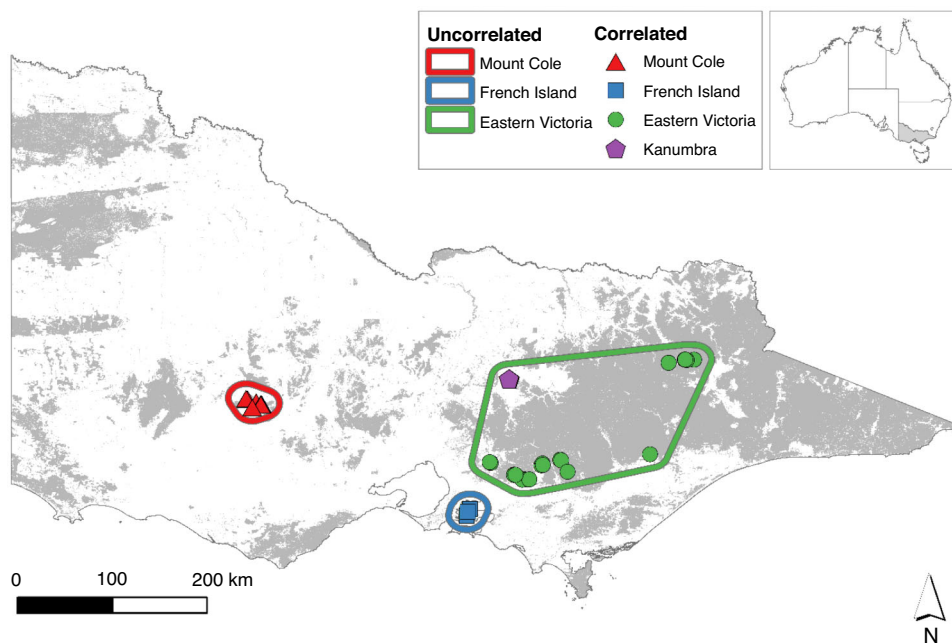 Uncorrelated
Mount Cole
French Island
Eastern Victoria
Correlated
Mount Cole
French Island
Eastern Victoria
Kanumbra
0 100 200 km
N